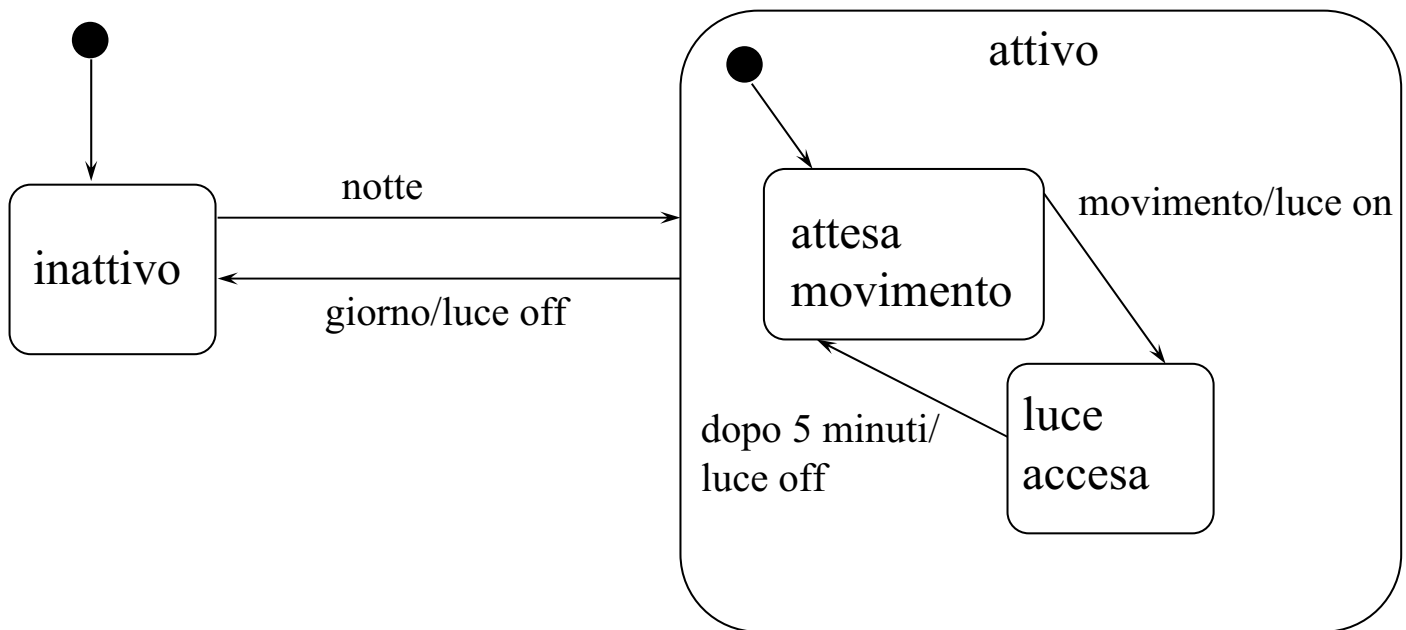 attivo
notte
movimento/luce on
attesa
movimento
inattivo
giorno/luce off
luce
accesa
dopo 5 minuti/
luce off